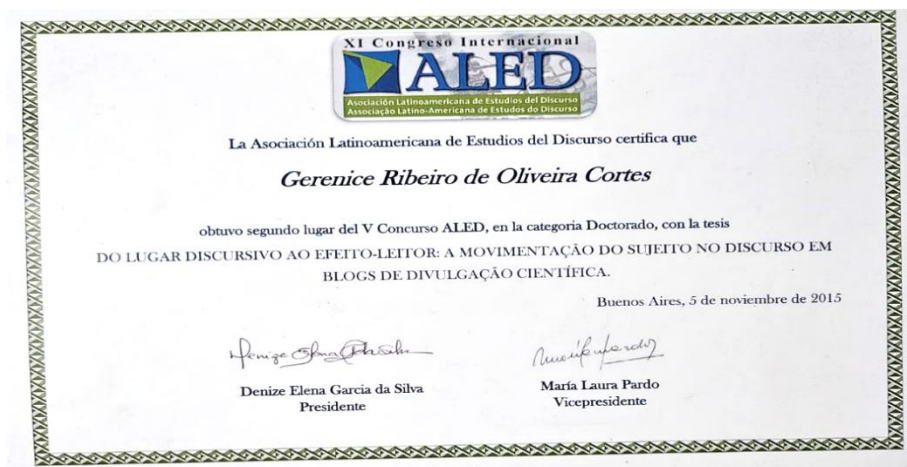 XI Congreso Internacional
ALED
Asociación Latinoamericana de Estudios del Discurso
Associação Latino-Americana de Estudos do Discurso
La Asociación Latinoamericana de Estudios del Discurso certifica que
Gerenice Ribeiro de Oliveira Cortes
obtuvo segundo lugar del V Concurso ALED, en la categoria Doctorado, con la tesis
DO LUGAR DISCURSIVO AO EFEITO-LEITOR: A MOVIMENTAÇÃO DO SUJEITO NO DISCURSO EM
BLOGS DE DIVULGAÇÃO CIENTÍFICA.
Buenos Aires, 5 de noviembre de 2015
Denize Elena Garcia da Silva
Presidente
María Laura Pardo
Vicepresidente